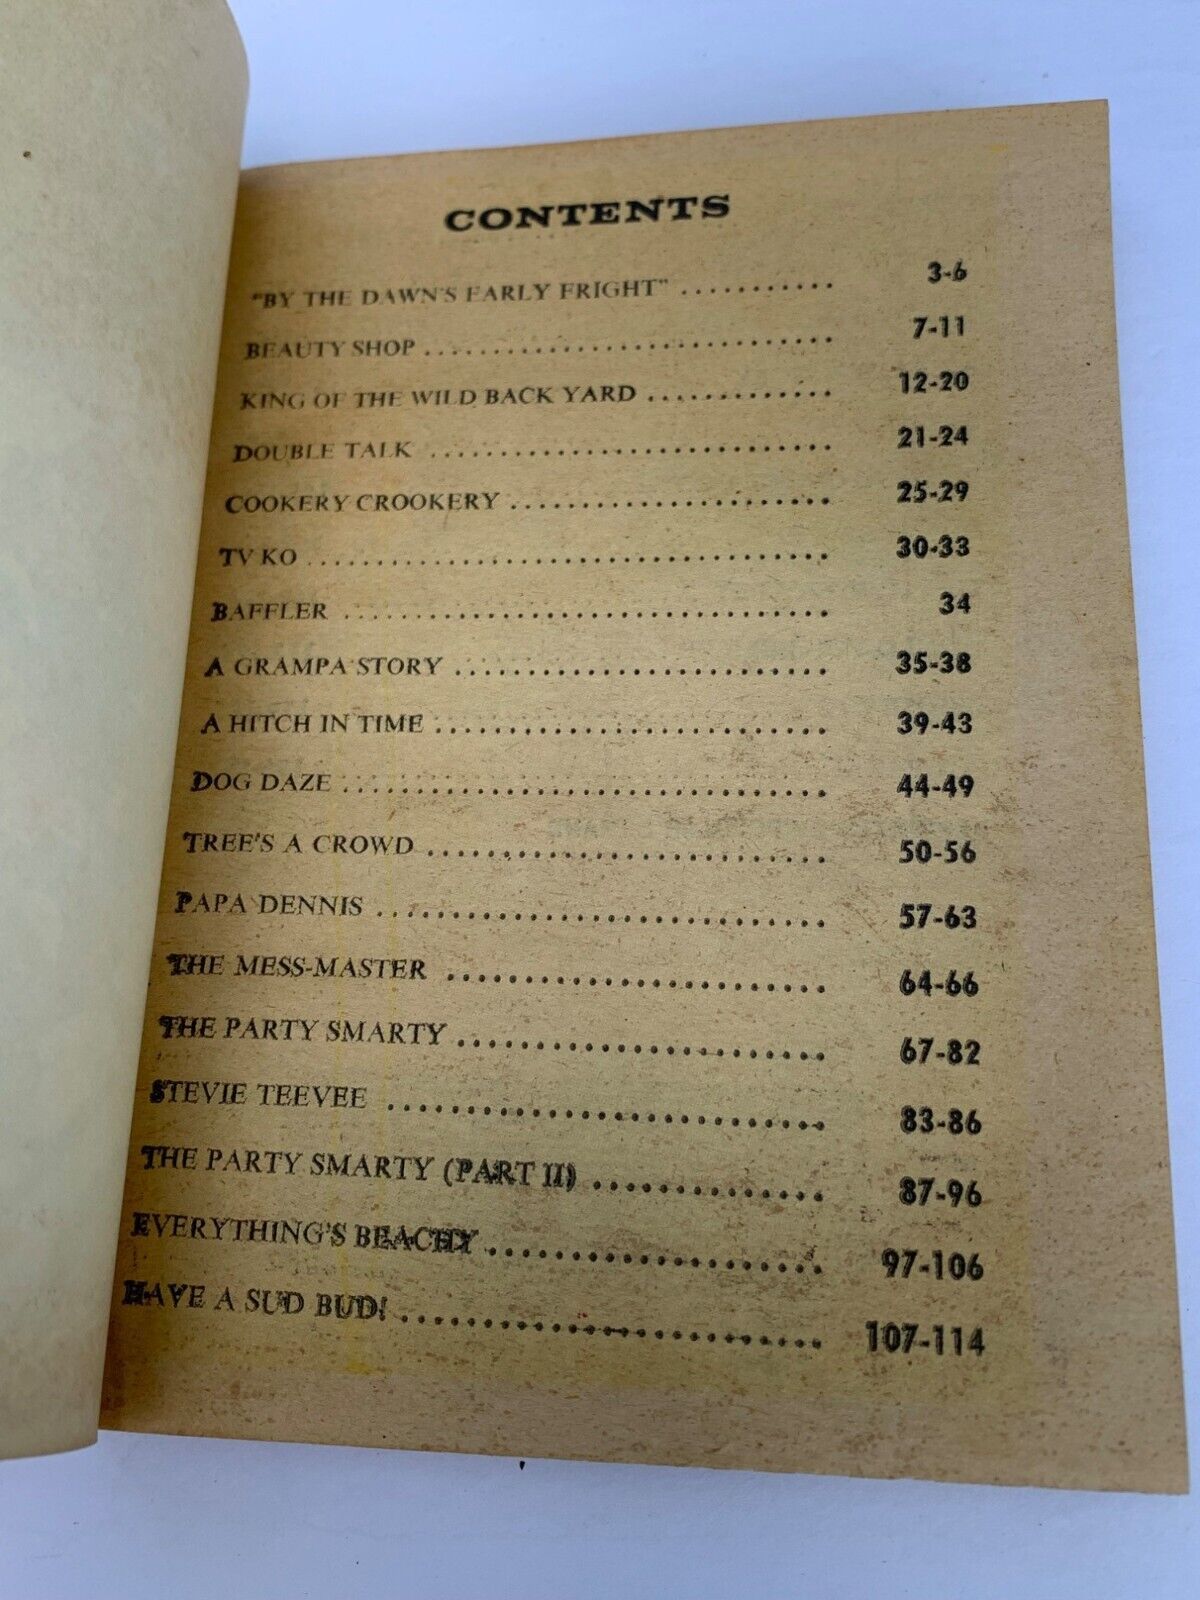 CONTENTS
"BY THE DAWN'S EARLY FRIGHT" ........... 3-6
BEAUTY SHOP ............................ 7-11
KING OF THE WILD BACK YARD ............. 12-20
DOUBLE TALK ............................ 21-24
COOKERY CROOKERY ....................... 25-29
TV KO .................................. 30-33
BAFFLER ................................ 34
A GRAMPA STORY ......................... 35-38
A HITCH IN TIME ........................ 39-43
DOG DAZE ............................... 44-49
TREE'S A CROWD ......................... 50-56
PAPA DENNIS ............................ 57-63
THE MESS-MASTER ........................ 64-66
THE PARTY SMARTY ....................... 67-82
STEVIE TEEVEE .......................... 83-86
THE PARTY SMARTY (PART II) ............. 87-96
EVERYTHING'S BEACHY .................... 97-106
HAVE A SUD BUD! ........................ 107-114